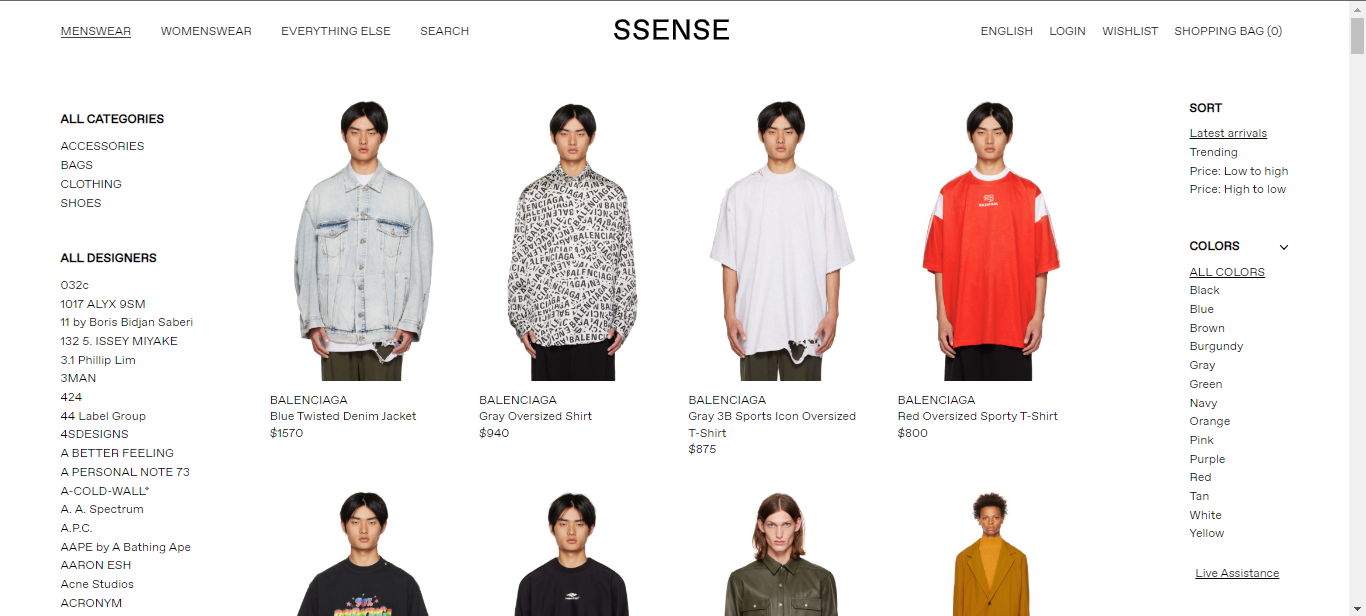 MENSWEAR WOMENSWEAR EVERYTHING ELSE SEARCH SSENSE ENGLISH LOGIN WISHLIST SHOPPING BAG (0)
ALL CATEGORIES
ACCESSORIES
BAGS
CLOTHING
SHOES
ALL DESIGNERS
032c
1017 ALYX 9SM
11 by Boris Bidjan Saberi
132 5. ISSEY MIYAKE
3.1 Phillip Lim
3MAN
424
44 Label Group
4SDESIGNS
A BETTER FEELING
A PERSONAL NOTE 73
A-COLD-WALL*
A. A. Spectrum
A.P.C.
AAPE by A Bathing Ape
AARON ESH
Acne Studios
ACRONYM
BALENCIAGA
Blue Twisted Denim Jacket
$1570
BALENCIAGA
Gray Oversized Shirt
$940
BALENCIAGA
Gray 3B Sports Icon Oversized
T-Shirt
$875
BALENCIAGA
Red Oversized Sporty T-Shirt
$800
SORT
Latest arrivals
Trending
Price: Low to high
Price: High to low
COLORS
ALL COLORS
Black
Blue
Brown
Burgundy
Gray
Green
Navy
Orange
Pink
Purple
Red
Tan
White
Yellow
Live Assistance